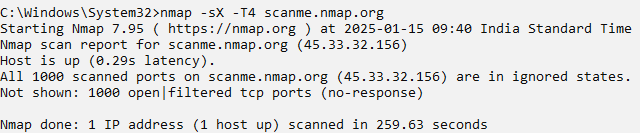 C:\Windows\System32>nmap -sX -T4 scanme.nmap.org
Starting Nmap 7.95 ( https://nmap.org ) at 2025-01-15 09:40 India Standard Time
Nmap scan report for scanme.nmap.org (45.33.32.156)
Host is up (0.29s latency).
All 1000 scanned ports on scanme.nmap.org (45.33.32.156) are in ignored states.
Not shown: 1000 open|filtered tcp ports (no-response)
Nmap done: 1 IP address (1 host up) scanned in 259.63 seconds